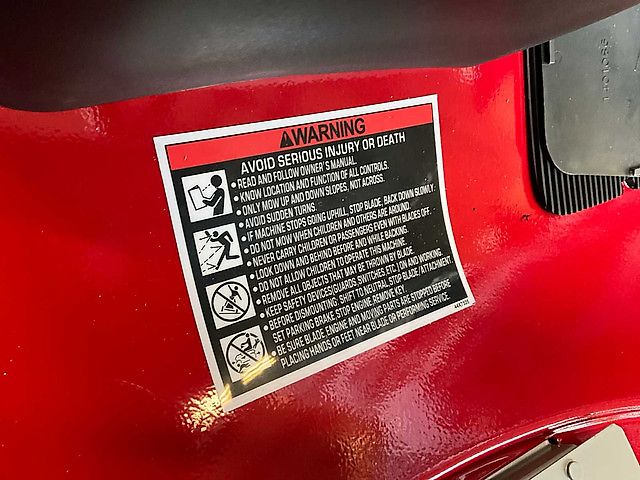 ⚠WARNING
AVOID SERIOUS INJURY OR DEATH
• READ AND FOLLOW OWNER'S MANUAL.
• KNOW LOCATION AND FUNCTION OF ALL CONTROLS.
• ONLY MOW UP AND DOWN SLOPES, NOT ACROSS.
• AVOID SUDDEN TURNS.
• IF MACHINE STOPS GOING UPHILL, STOP BLADE, BACK DOWN SLOWLY.
• DO NOT MOW WHEN CHILDREN AND OTHERS ARE AROUND.
• NEVER CARRY CHILDREN OR PASSENGERS EVEN WITH BLADES OFF.
• LOOK DOWN AND BEHIND BEFORE AND WHILE BACKING.
• DO NOT ALLOW CHILDREN TO OPERATE THIS MACHINE.
• REMOVE ALL OBJECTS THAT MAY BE THROWN BY BLADE.
• KEEP SAFETY DEVICES(GUARDS, SWITCHES ETC.) ON AND WORKING.
• BEFORE DISMOUNTING: SHIFT TO NEUTRAL, STOP BLADE/ATTACHMENT
SET PARKING BRAKE STOP ENGINE, REMOVE KEY.
• BE SURE BLADE ENGINE AND MOVING PARTS ARE STOPPED BEFORE
PLACING HANDS OR FEET NEAR BLADE OR PERFORMING SERVICE.